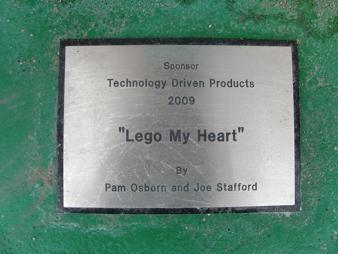 Sponsor
Technology Driven Products
2009
"Lego My Heart"
By
Pam Osborn and Joe Stafford